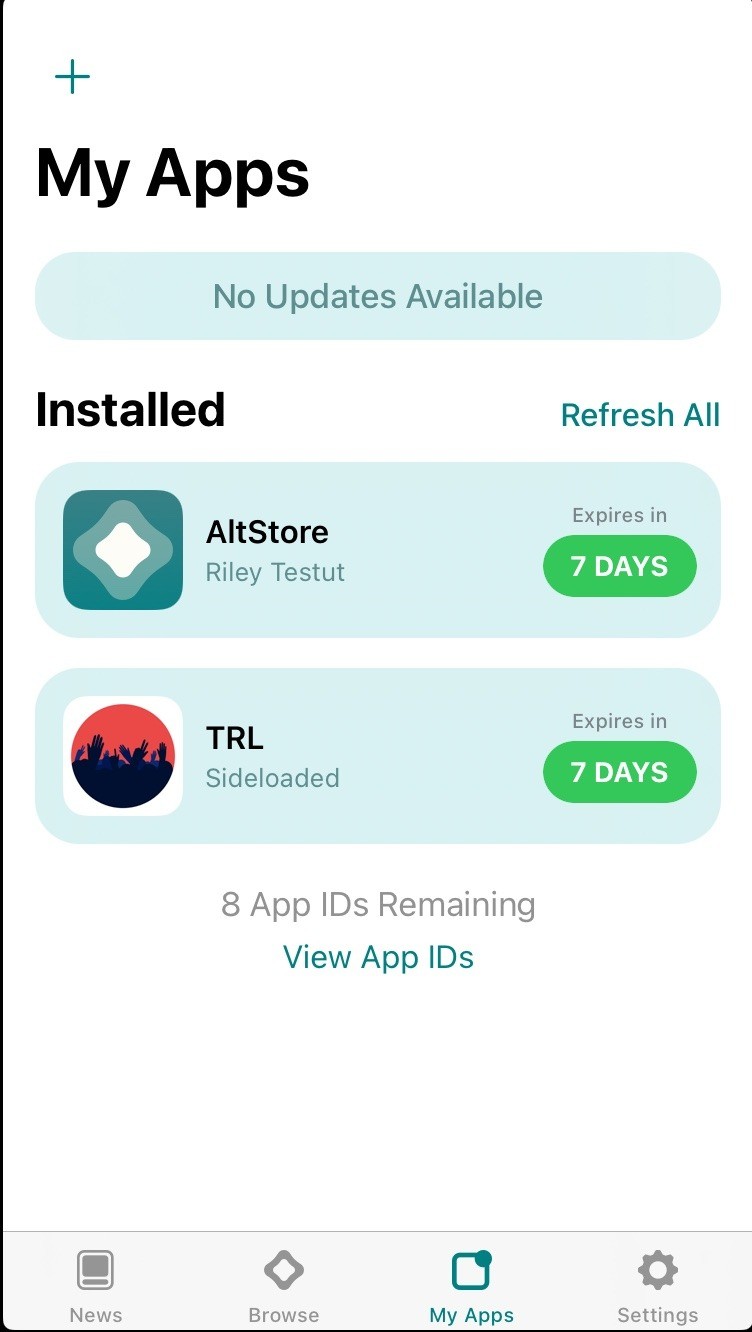 My Apps
No Updates Available
Installed
Refresh All
AltStore
Riley Testut
Expires in
7 DAYS
TRL
Sideloaded
Expires in
7 DAYS
8 App IDs Remaining
View App IDs
News
Browse
My Apps
Settings